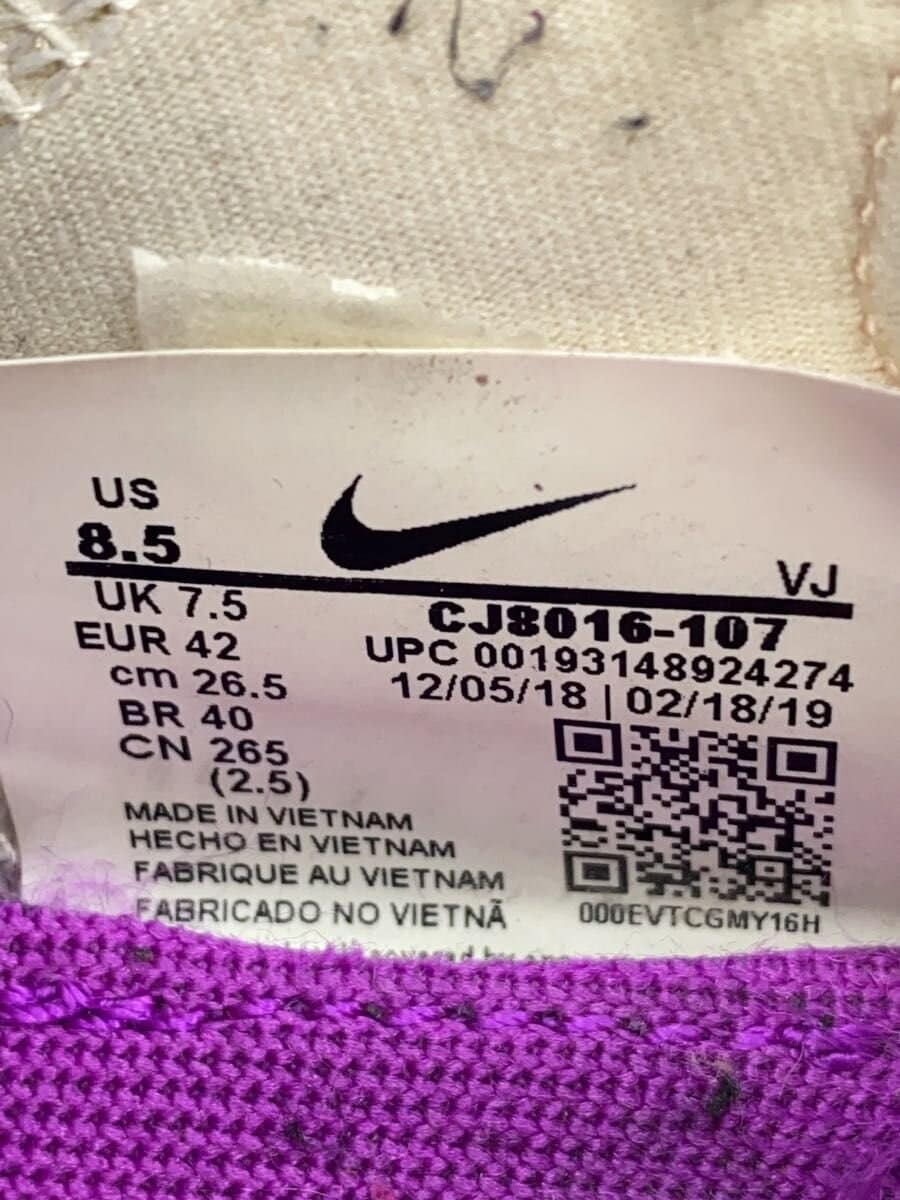 US
8.5
VJ
UK 7.5
CJ8016-107
EUR 42
UPC 00193148924274
cm 26.5
12/05/18 | 02/18/19
BR 40
CN 265
(2.5)
MADE IN VIETNAM
HECHO EN VIETNAM
FABRIQUE AU VIETNAM
FABRICADO NO VIETNÃ
000EVTCGMY16H